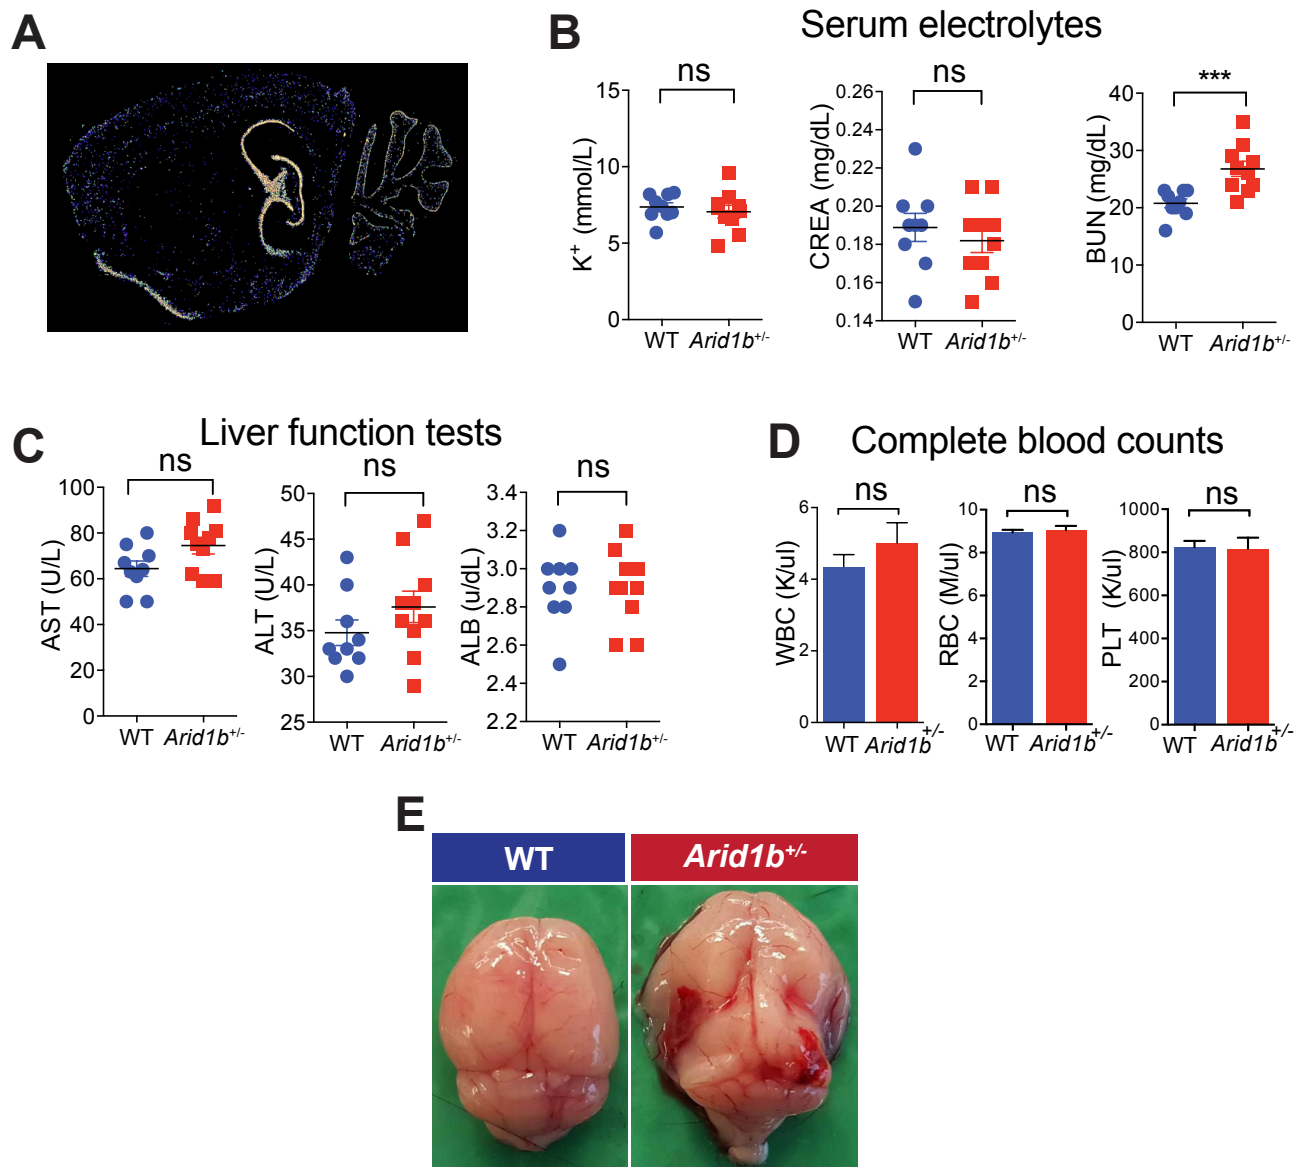 A
B
Serum electrolytes
ns
15
10
5
0
K+ (mmol/L)
WT Arid1b+/-
ns
0.26
0.24
0.22
0.20
0.18
0.16
0.14
CREA (mg/dL)
WT Arid1b+/-
***
40
30
20
10
0
BUN (mg/dL)
WT Arid1b+/-
C
Liver function tests
ns
100
80
60
40
20
0
AST (U/L)
WT Arid1b+/-
ns
50
45
40
35
30
25
ALT (U/L)
WT Arid1b+/-
ns
3.4
3.2
3.0
2.8
2.6
2.4
2.2
ALB (u/dL)
WT Arid1b+/-
D
Complete blood counts
ns
6
4
2
0
WBC (K/ul)
WT Arid1b+/-
ns
10
8
6
4
2
0
RBC (M/ul)
WT Arid1b+/-
ns
1000
800
600
400
200
0
PLT (K/ul)
WT Arid1b+/-
E
WT
Arid1b+/-